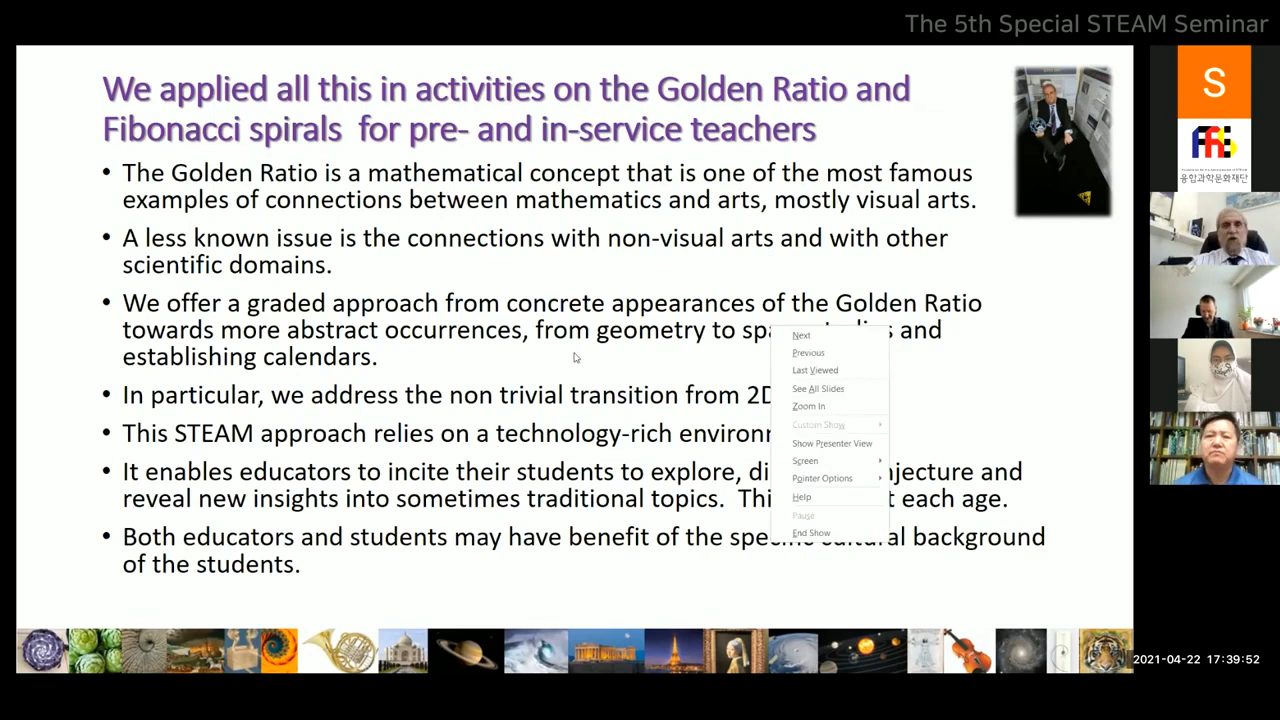 The 5th Special STEAM Seminar
We applied all this in activities on the Golden Ratio and
Fibonacci spirals for pre- and in-service teachers
• The Golden Ratio is a mathematical concept that is one of the most famous
examples of connections between mathematics and arts, mostly visual arts.
• A less known issue is the connections with non-visual arts and with other
scientific domains.
• We offer a graded approach from concrete appearances of the Golden Ratio
towards more abstract occurrences, from geometry to and
establishing calendars.
• In particular, we address the non trivial transition from 2D
• This STEAM approach relies on a technology-rich
• It enables educators to incite their students to explore, and
reveal new insights into sometimes traditional topics. each age.
• Both educators and students may have benefit of the background
of the students.
Next
Previous
Last Viewed
See All Slides
Zoom In
Custom Show
Show Presenter View
Screen
Pointer Options
Help
Pause
End Show
S
융합과학문화재단
2021-04-22 17:39:52